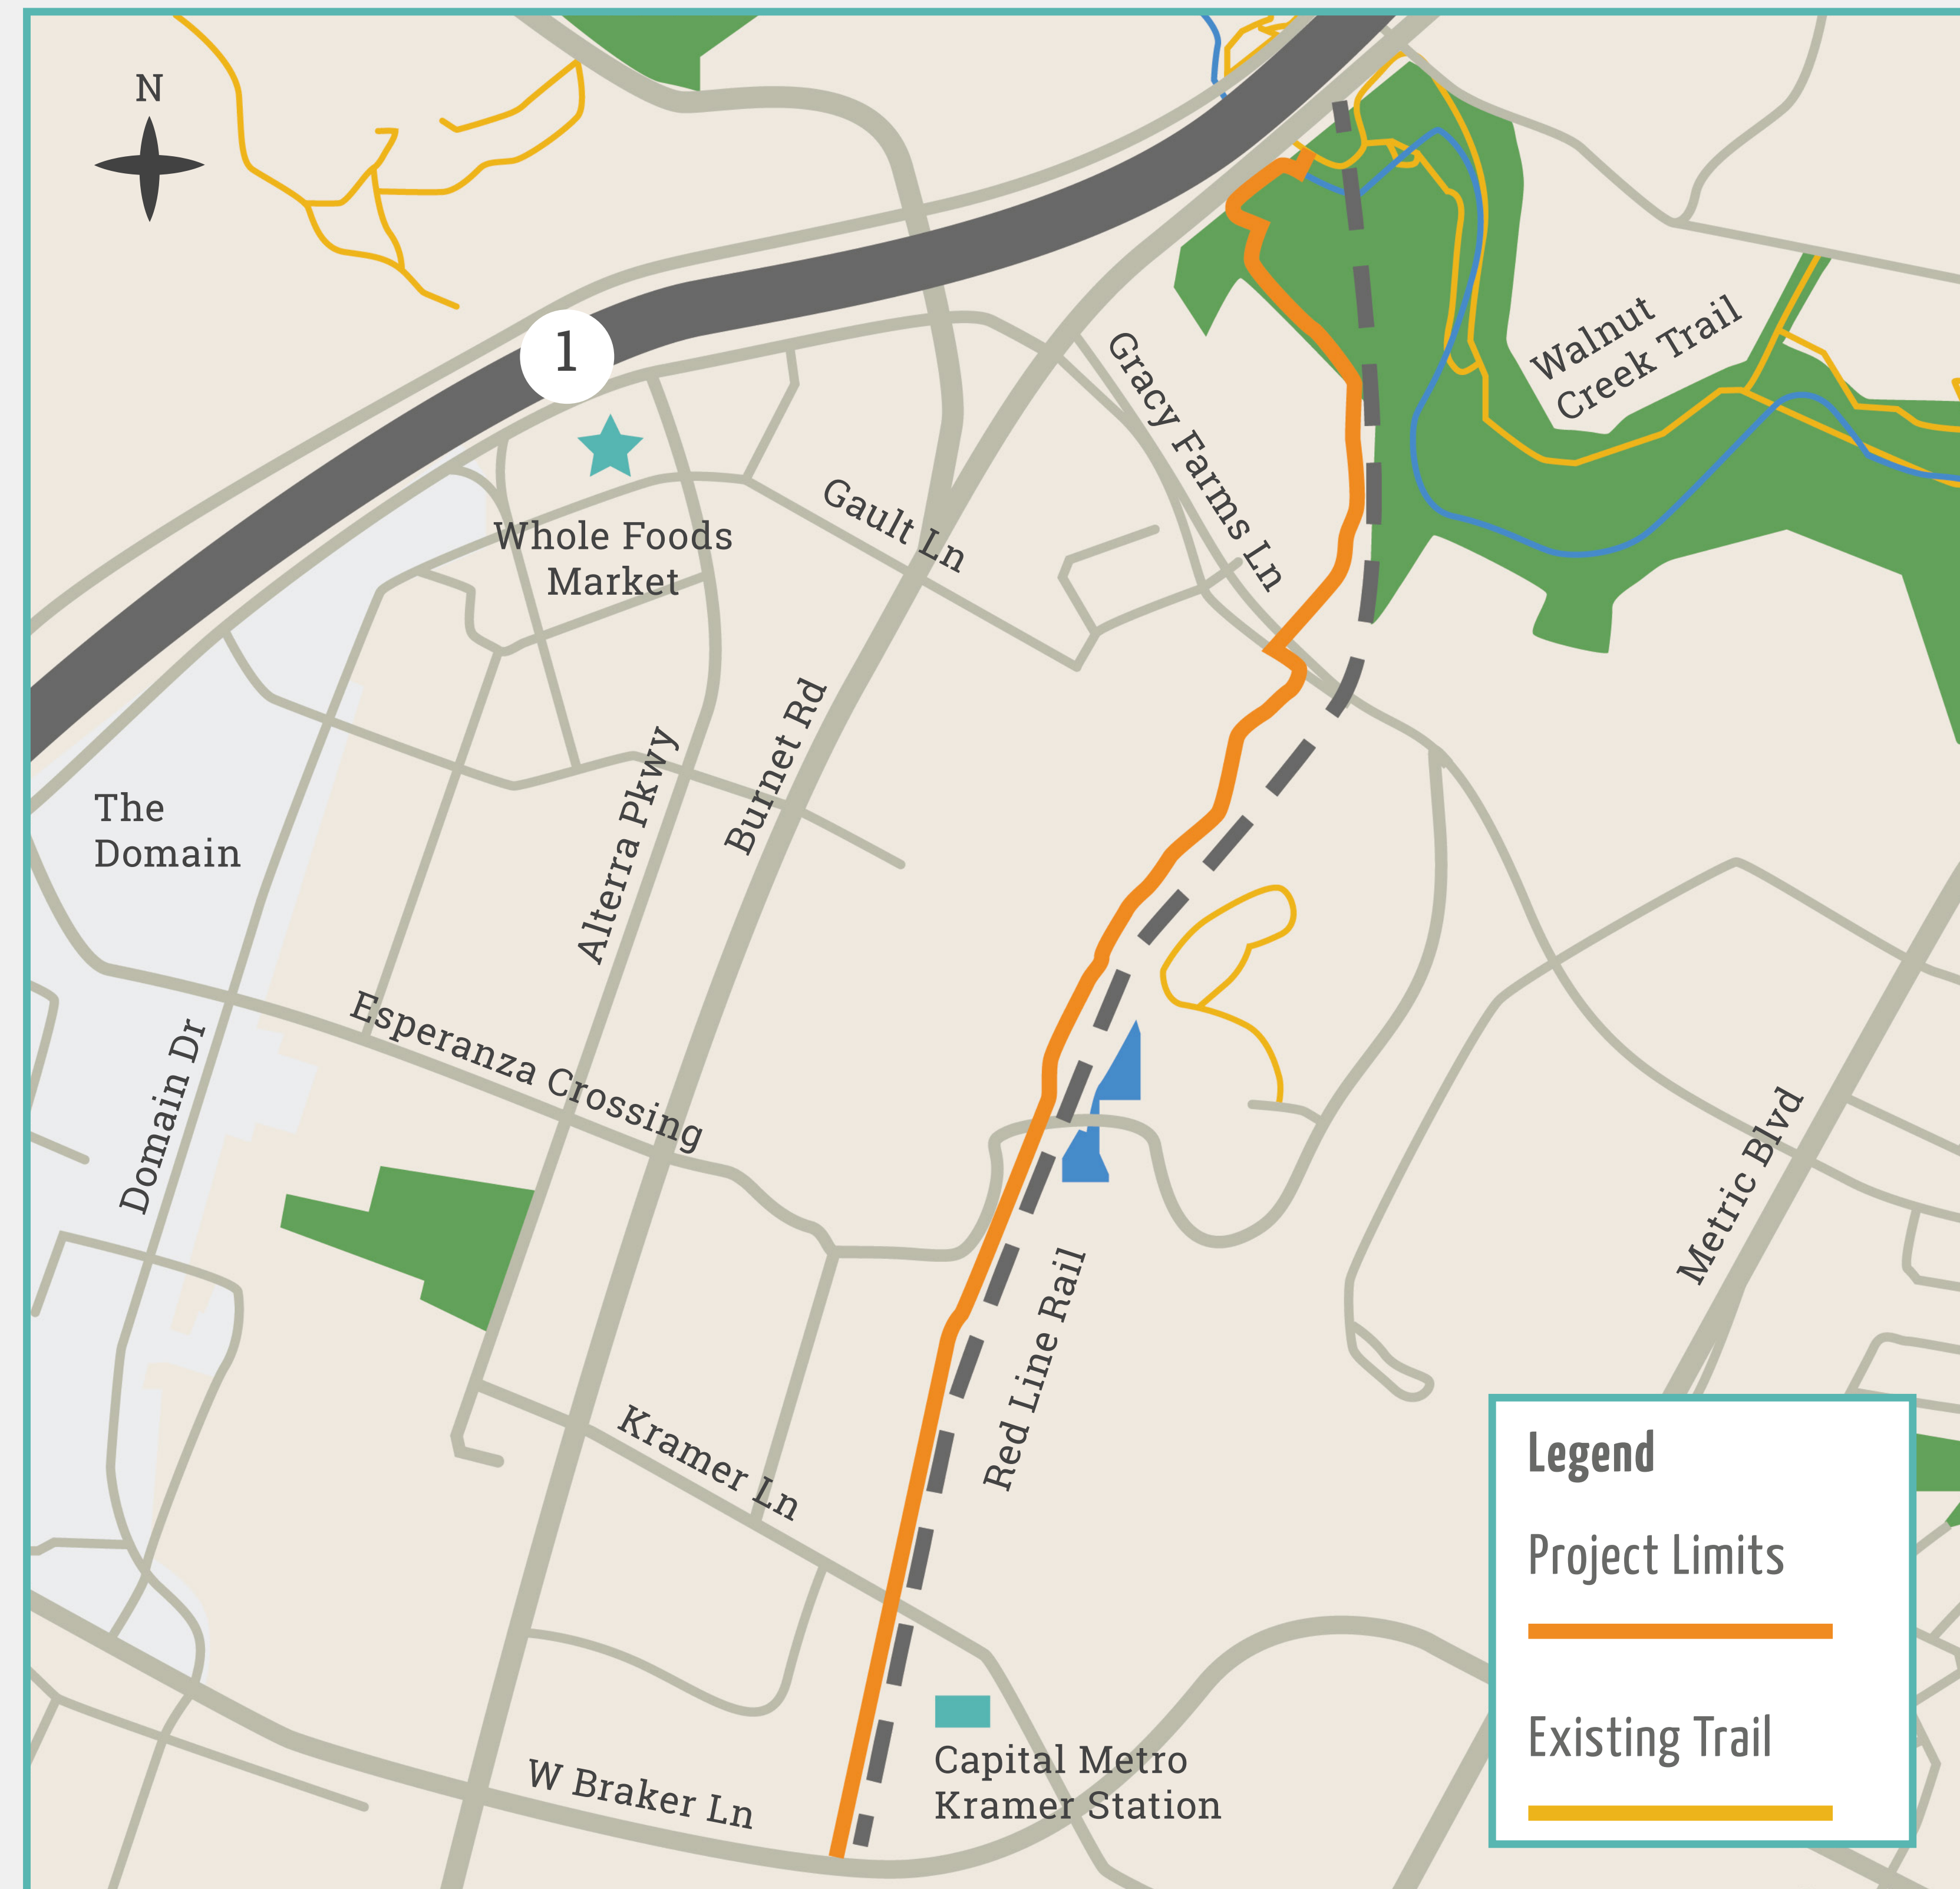 N
1
Walnut
Creek Trail
Gracy Farms Ln
Gault Ln
Whole Foods
Market
Burnet Rd
Alterra Pkwy
The
Domain
Esperanza Crossing
Domain Dr
Metric Blvd
Red Line Rail
Kramer Ln
W Braker Ln
Capital Metro
Kramer Station
Legend
Project Limits
Existing Trail